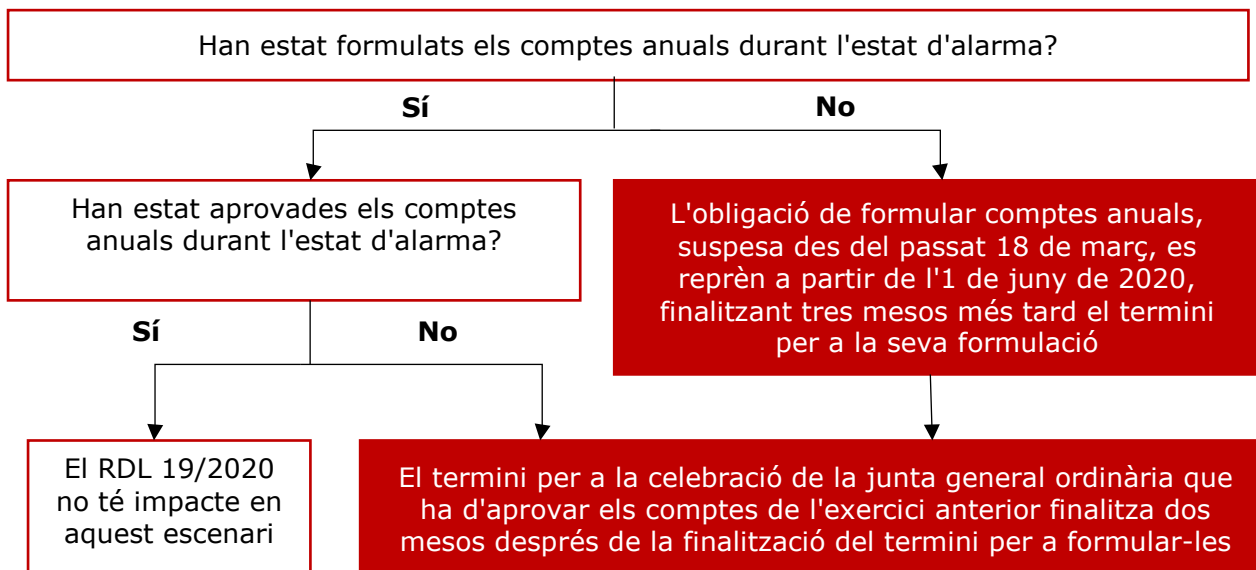 Han estat formulats els comptes anuals durant l'estat d'alarma?
Sí
No
Han estat aprovades els comptes
anuals durant l'estat d'alarma?
L'obligació de formular comptes anuals,
suspesa des del passat 18 de març, es
reprèn a partir de l'1 de juny de 2020,
finalitzant tres mesos més tard el termini
per a la seva formulació
Sí
No
El RDL 19/2020
no té impacte en
aquest escenari
El termini per a la celebració de la junta general ordinària que
ha d'aprovar els comptes de l'exercici anterior finalitza dos
mesos després de la finalització del termini per a formular-les